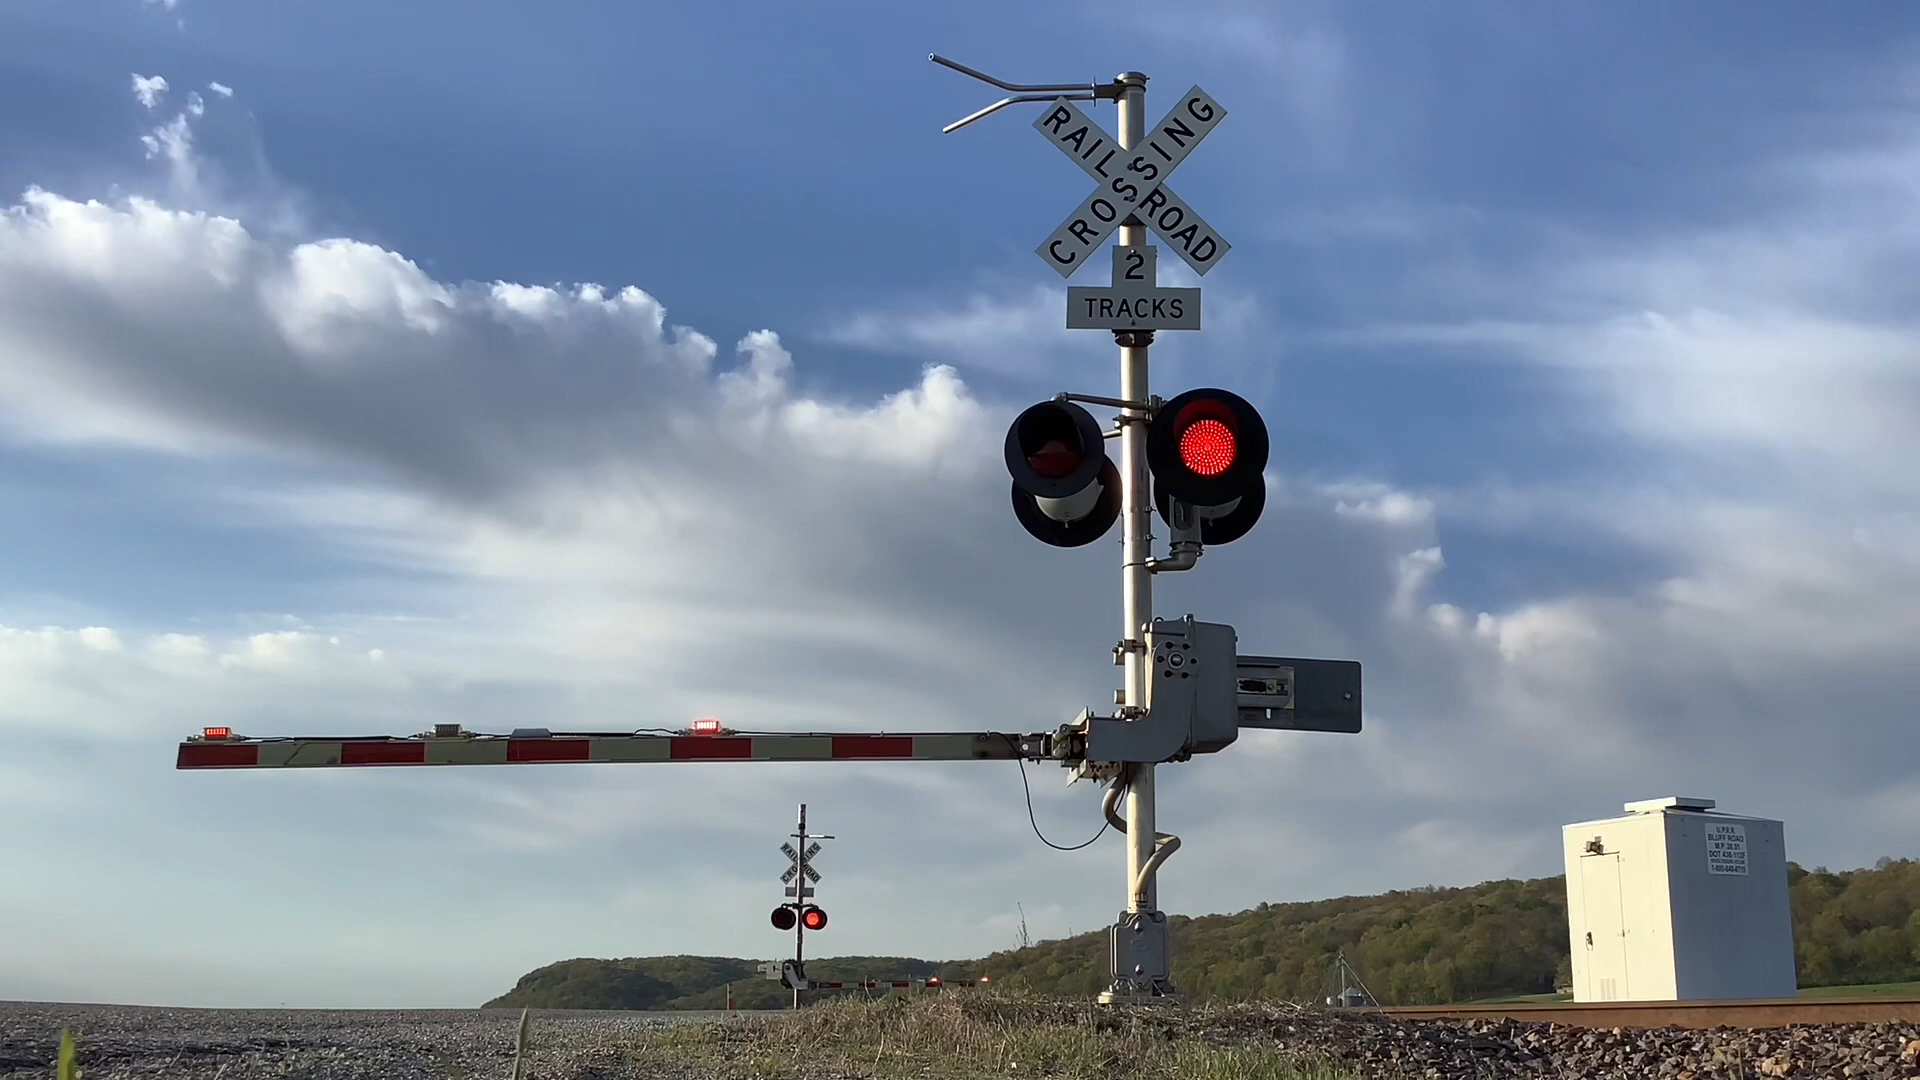 RAILROAD
CROSSING
2
TRACKS
RAILROAD
CROSSING
U.P.R.R.
BLUFF ROAD